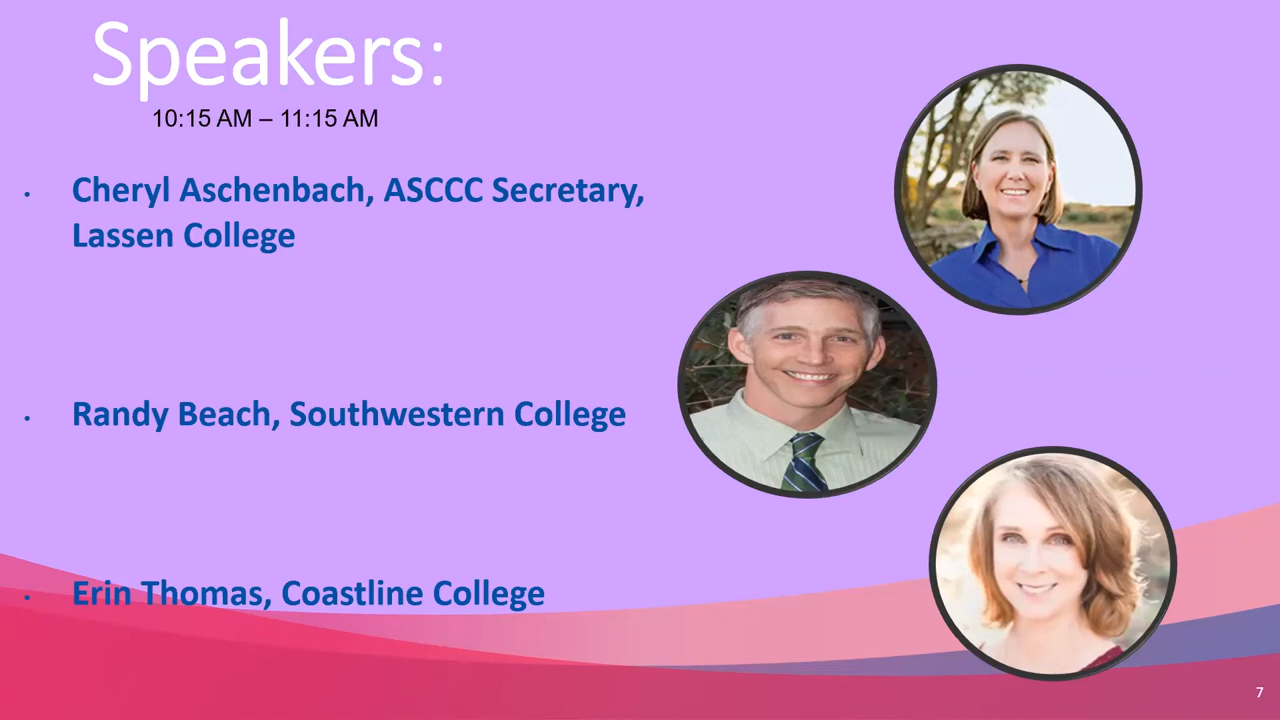 Speakers:
10:15 AM – 11:15 AM
• Cheryl Aschenbach, ASCCC Secretary,
Lassen College
• Randy Beach, Southwestern College
• Erin Thomas, Coastline College
7